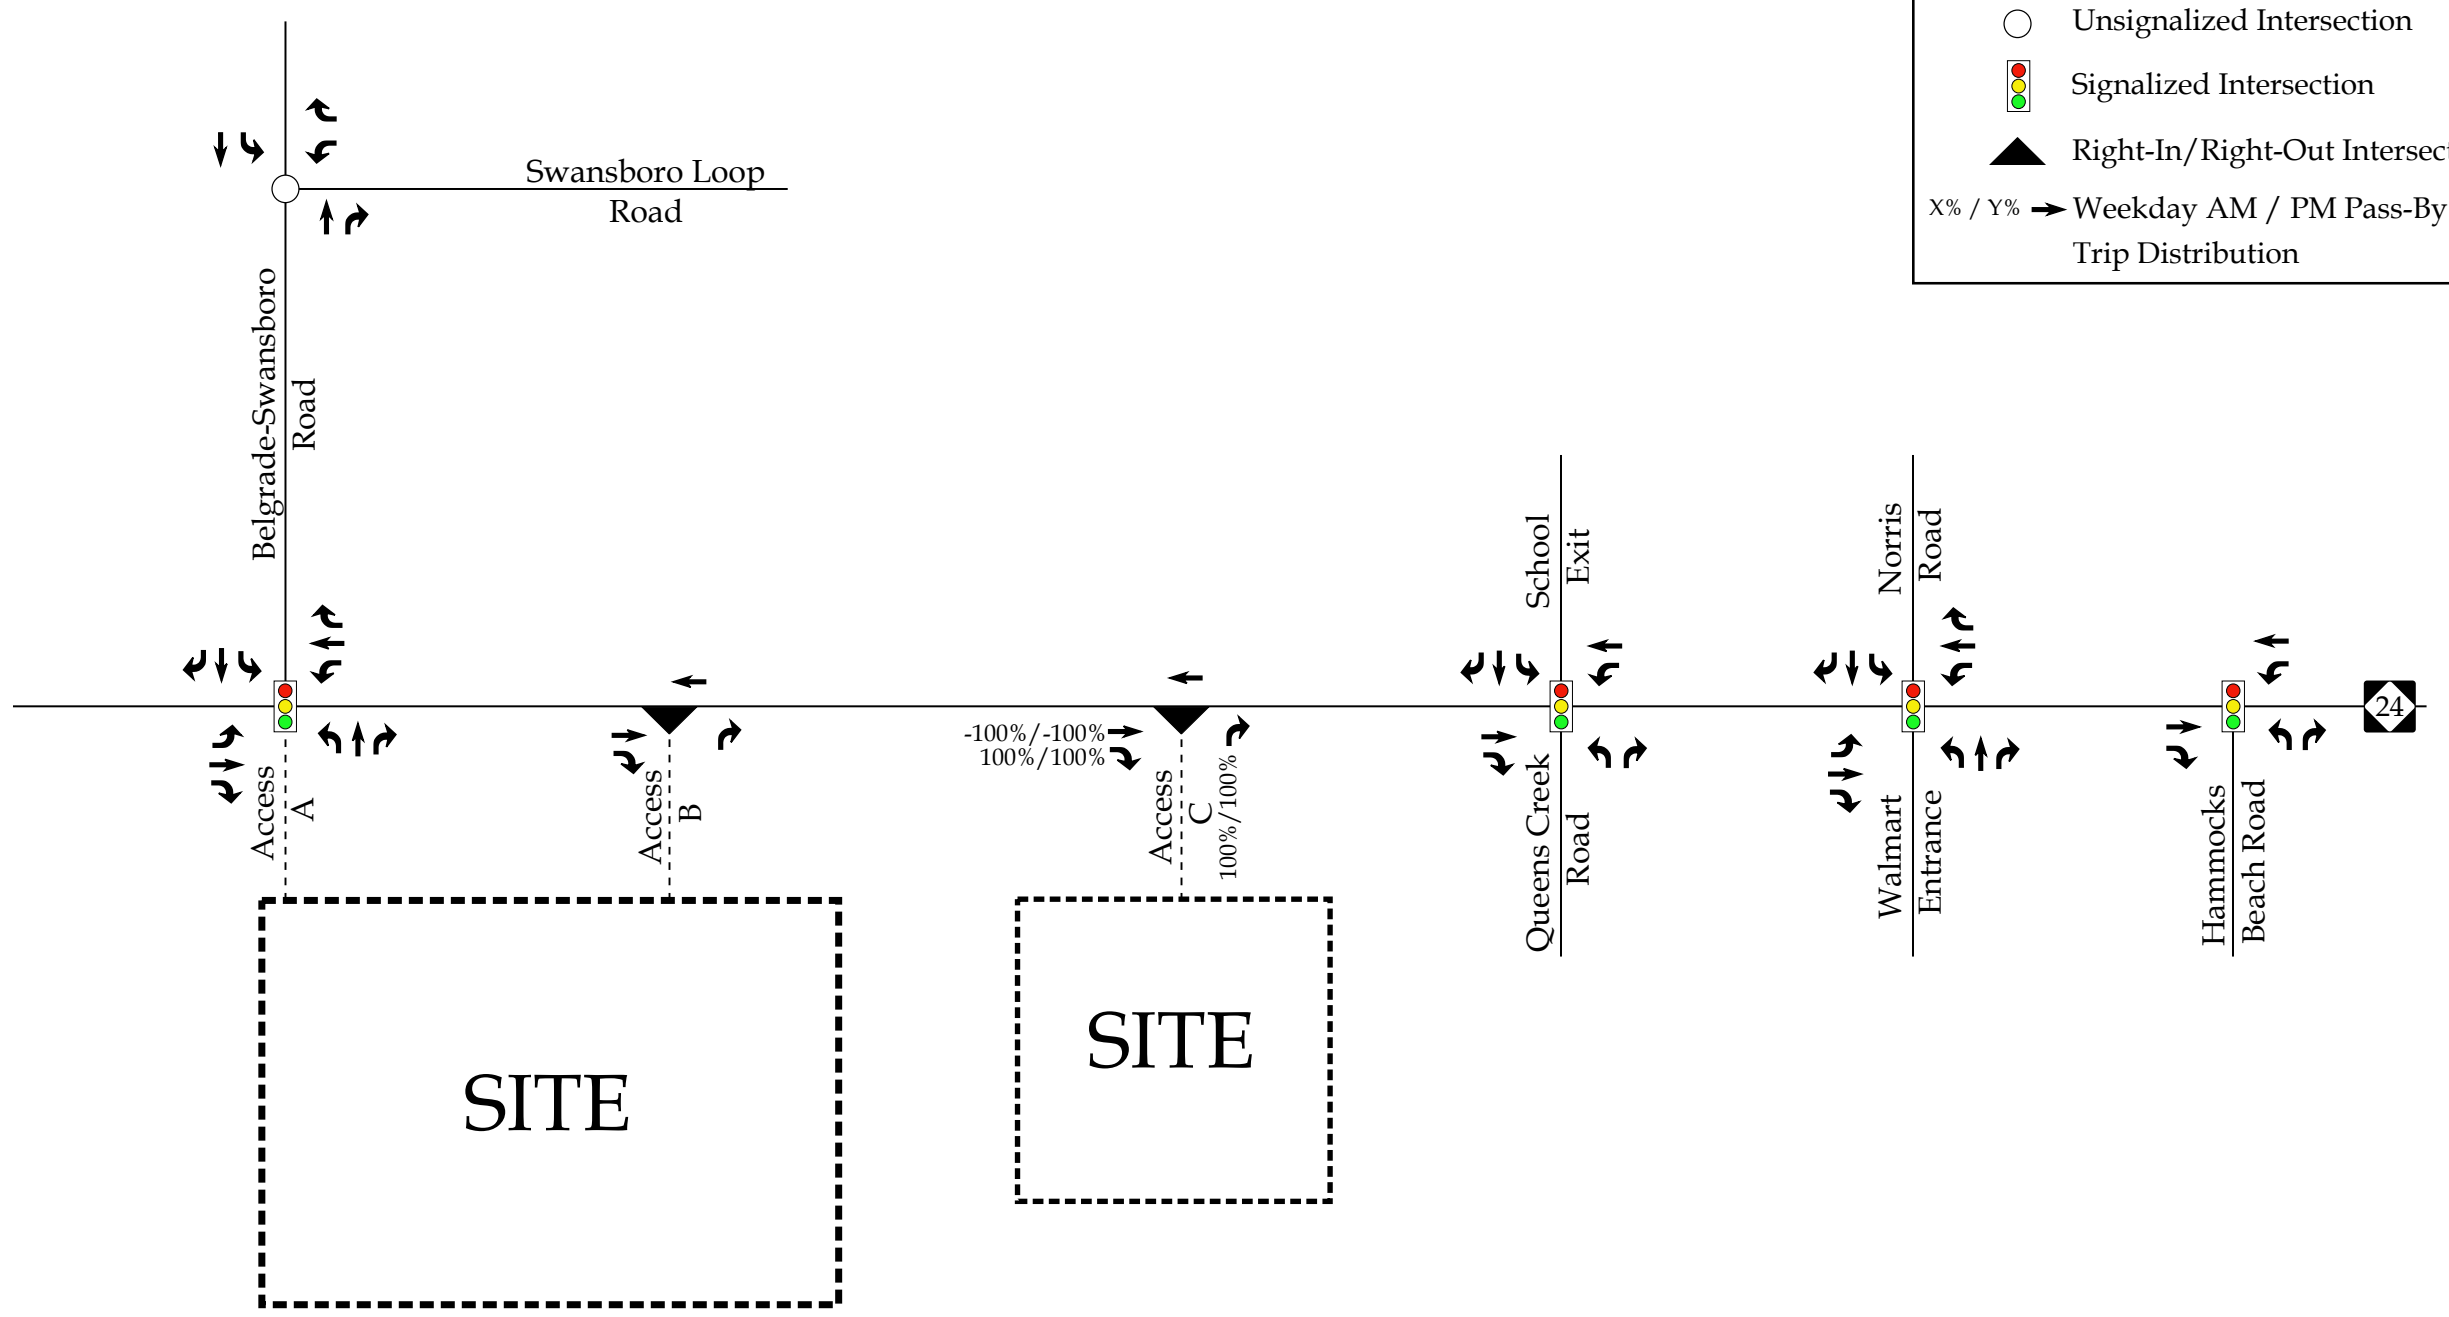 Unsignalized Intersection
Signalized Intersection
Right-In/Right-Out Intersect
X% / Y%
Weekday AM / PM Pass-By
Trip Distribution
Swansboro Loop
Road
Belgrade-Swansboro
Road
School
Exit
Norris
Road
24
-100%/-100%
100%/100%
Access
A
Access
B
Access
C
100%/100%
Queens Creek
Road
Walmart
Entrance
Hammocks
Beach Road
SITE
SITE